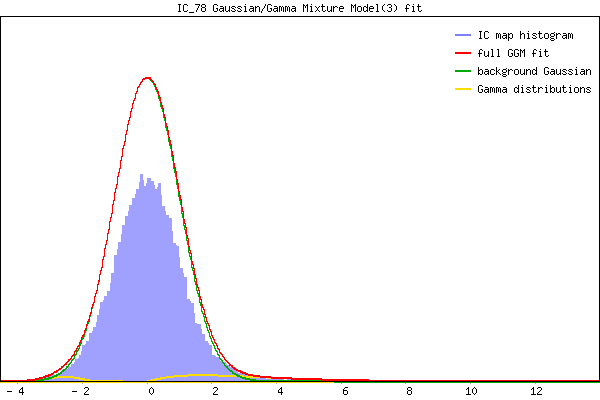 IC_78 Gaussian/Gamma Mixture Model(3) fit
IC map histogram
full GGM fit
background Gaussian
Gamma distributions
-4 -2 0 2 4 6 8 10 12